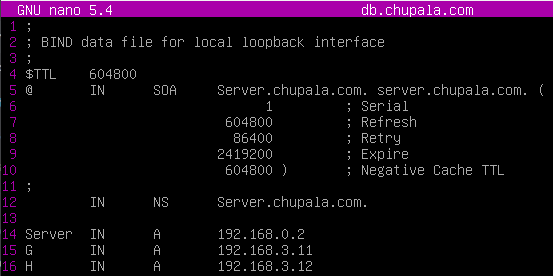 GNU nano 5.4 db.chupala.com
1 ;
2 ; BIND data file for local loopback interface
3 ;
4 $TTL 604800
5 @ IN SOA Server.chupala.com. server.chupala.com. (
6 1 ; Serial
7 604800 ; Refresh
8 86400 ; Retry
9 2419200 ; Expire
10 604800 ) ; Negative Cache TTL
11 ;
12 IN NS Server.chupala.com.
14 Server IN A 192.168.0.2
15 G IN A 192.168.3.11
16 H IN A 192.168.3.12